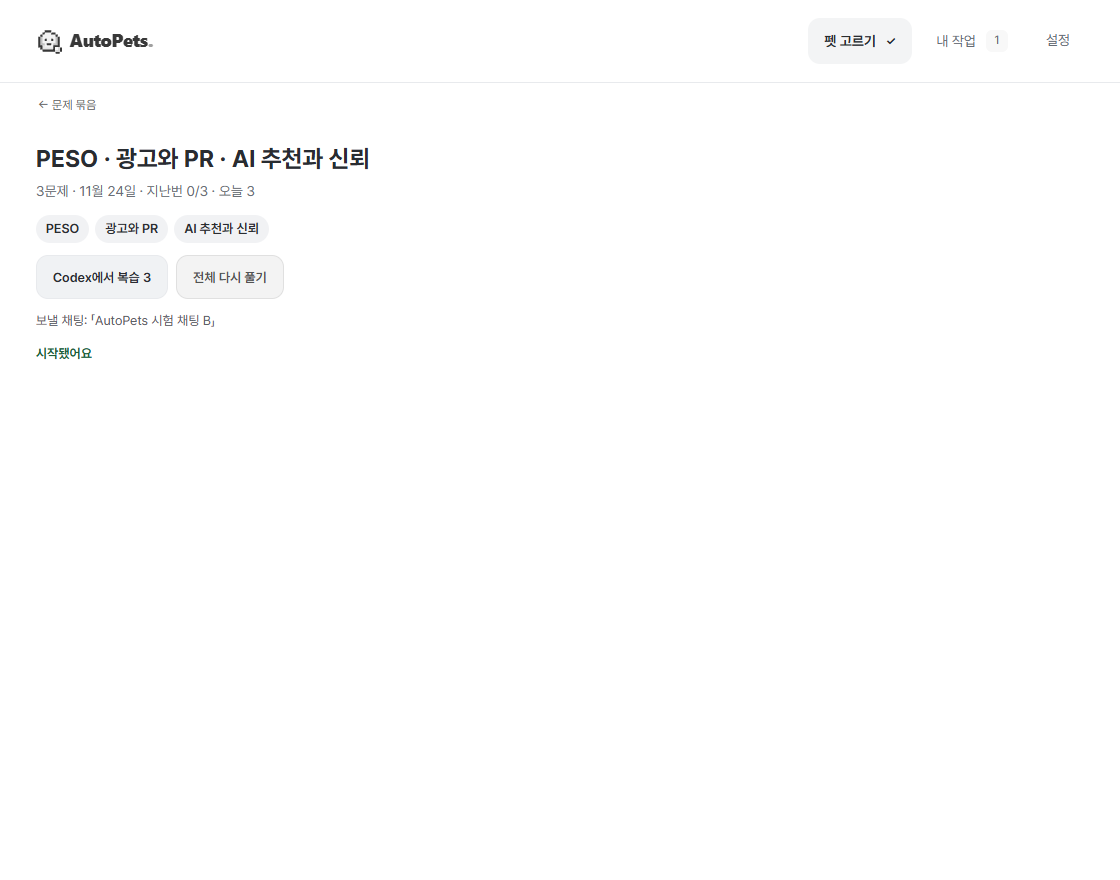 AutoPets.
펫 고르기 ✓
내 작업 1
설정
← 문제 묶음
PESO · 광고와 PR · AI 추천과 신뢰
3문제 · 11월 24일 · 지난번 0/3 · 오늘 3
PESO 광고와 PR AI 추천과 신뢰
Codex에서 복습 3 전체 다시 풀기
보낼 채팅: 「AutoPets 시험 채팅 B」
시작됐어요